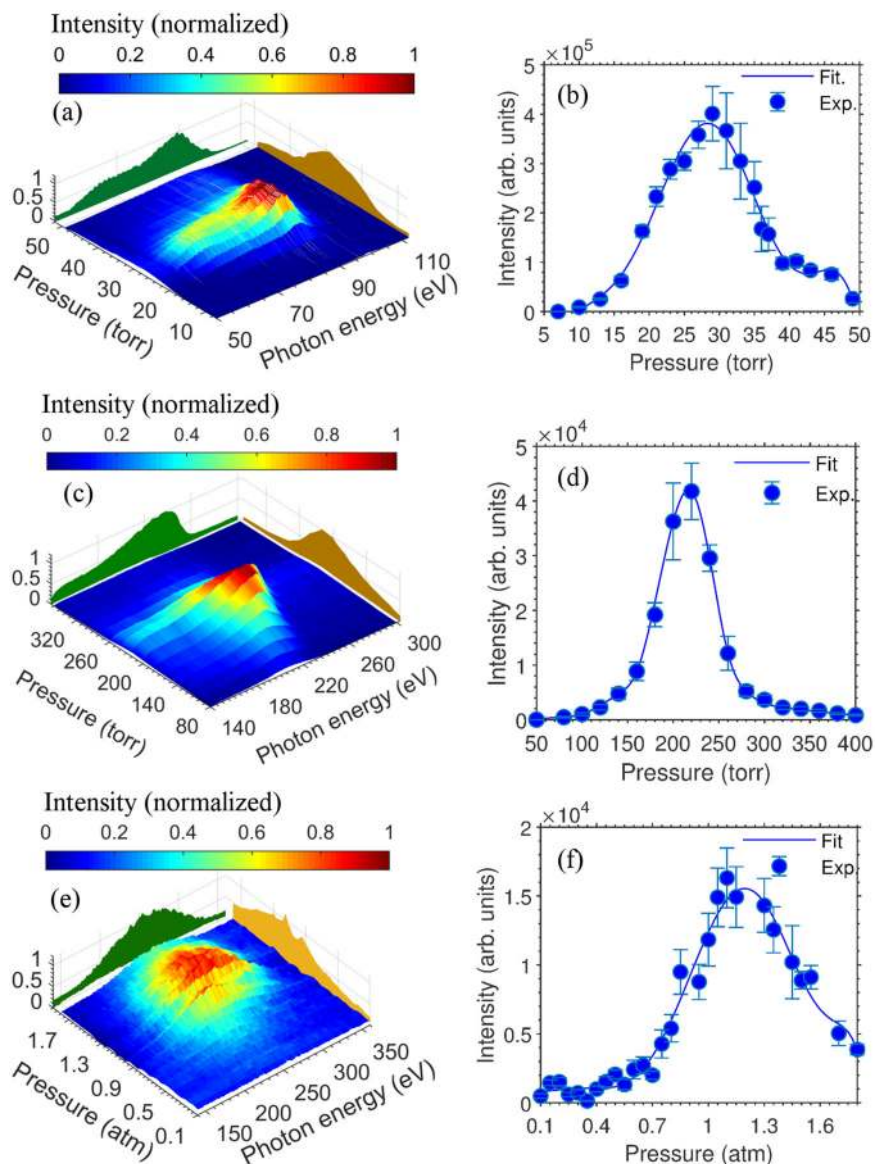 Intensity (normalized)
0 0.2 0.4 0.6 0.8 1
(a)
1
0.5
0
50
40
30
20
10
Pressure (torr)
50
70
90
110
Photon energy (eV)
×10⁵
(b)
Fit.
Exp.
5
4
3
2
1
0
Intensity (arb. units)
5 10 15 20 25 30 35 40 45 50
Pressure (torr)
Intensity (normalized)
0 0.2 0.4 0.6 0.8 1
(c)
1
0.5
0
320
260
200
140
80
Pressure (torr)
140
180
220
260
300
Photon energy (eV)
×10⁴
(d)
Fit
Exp.
5
4
3
2
1
0
Intensity (arb. units)
50 100 150 200 250 300 350 400
Pressure (torr)
Intensity (normalized)
0 0.2 0.4 0.6 0.8 1
(e)
1
0.5
0
1.7
1.3
0.9
0.5
0.1
Pressure (atm)
150
200
250
300
350
Photon energy (eV)
×10⁴
(f)
Fit
Exp.
2
1.5
1
0.5
0
Intensity (arb. units)
0.1 0.4 0.7 1 1.3 1.6
Pressure (atm)